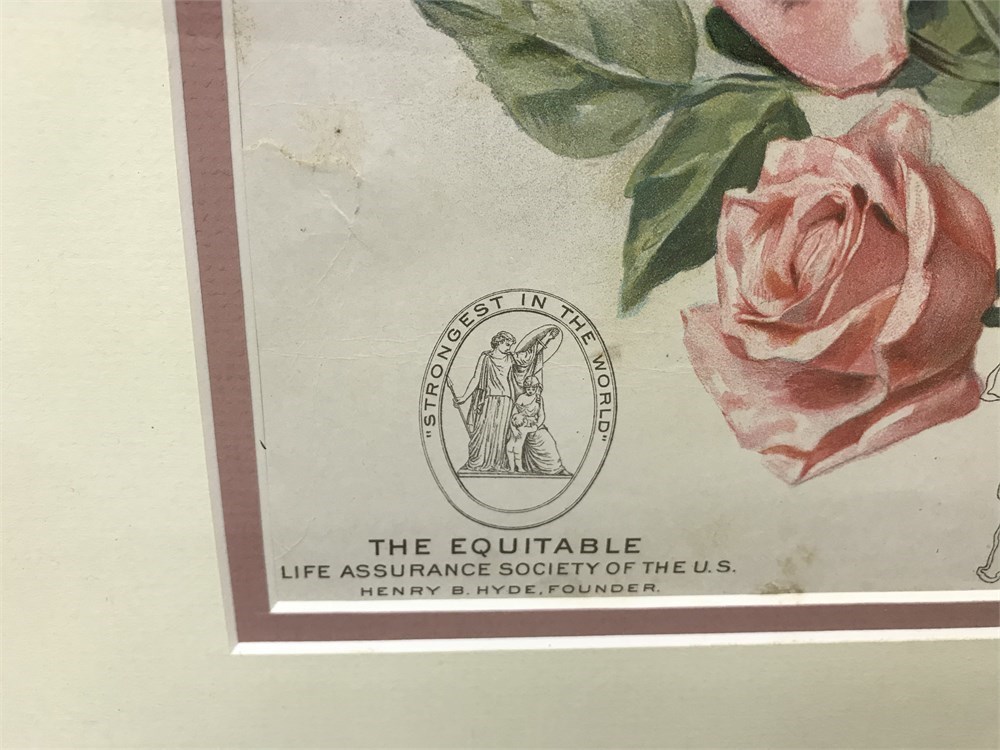 "STRONGEST IN THE WORLD"
THE EQUITABLE
LIFE ASSURANCE SOCIETY OF THE U.S.
HENRY B. HYDE, FOUNDER.